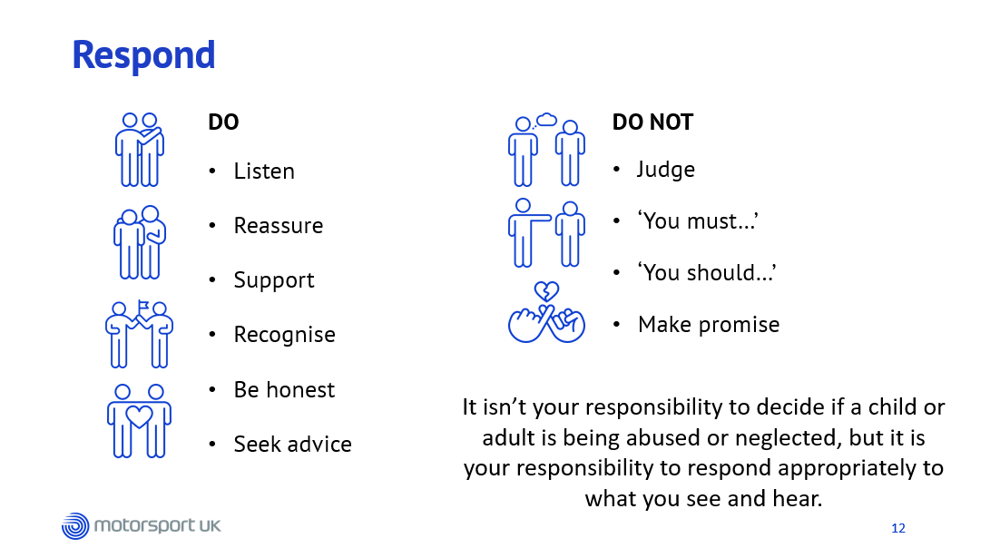 Respond
DO
• Listen
• Reassure
• Support
• Recognise
• Be honest
• Seek advice
DO NOT
• Judge
• ‘You must...’
• ‘You should...’
• Make promise
It isn’t your responsibility to decide if a child or
adult is being abused or neglected, but it is
your responsibility to respond appropriately to
what you see and hear.
motorsport UK
12